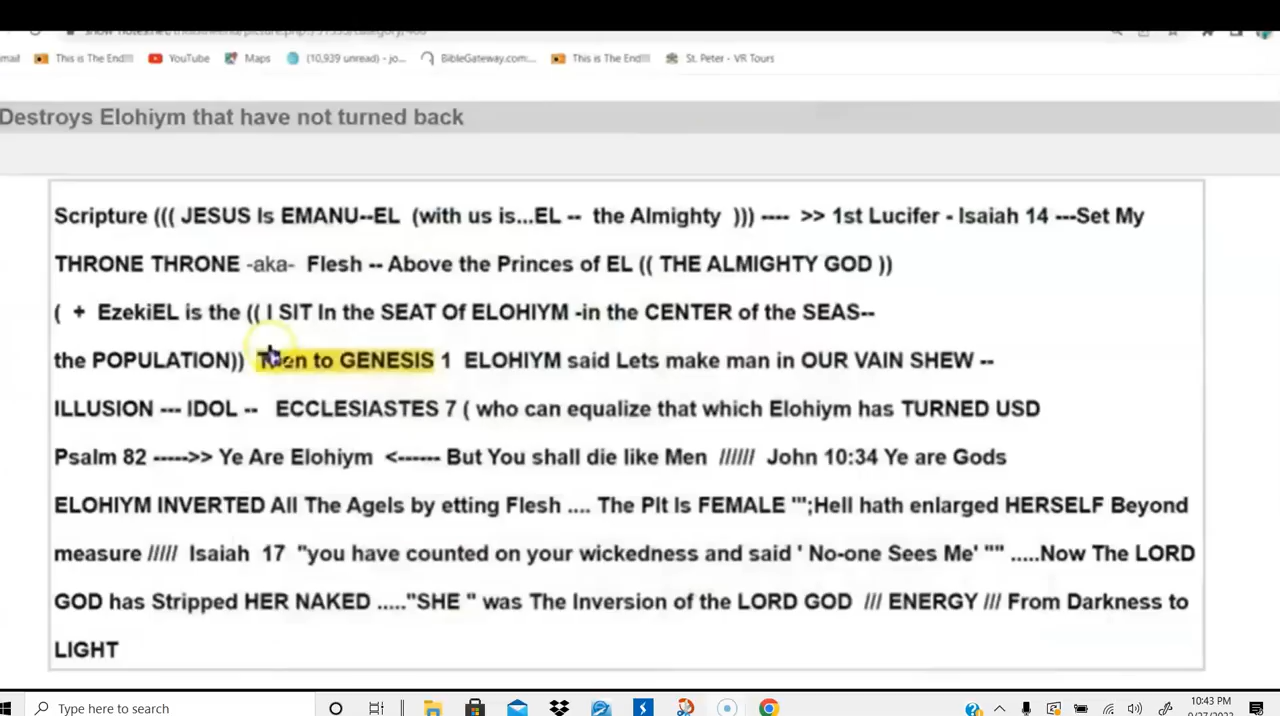 mail This is The End!!! YouTube Maps (10,939 unread) - jo... BibleGateway.com:... This is The End!!! St. Peter - VR Tours
Destroys Elohiym that have not turned back
Scripture ((( JESUS Is EMANU--EL (with us is...EL -- the Almighty ))) ---- >> 1st Lucifer - Isaiah 14 ---Set My
THRONE THRONE -aka- Flesh -- Above the Princes of EL (( THE ALMIGHTY GOD ))
( + EzekiEL is the (( I SIT In the SEAT Of ELOHIYM -in the CENTER of the SEAS--
the POPULATION)) Then to GENESIS 1 ELOHIYM said Lets make man in OUR VAIN SHEW --
ILLUSION --- IDOL -- ECCLESIASTES 7 ( who can equalize that which Elohiym has TURNED USD
Psalm 82 ----->> Ye Are Elohiym <------ But You shall die like Men ////// John 10:34 Ye are Gods
ELOHIYM INVERTED All The Agels by etting Flesh .... The PIt Is FEMALE '";Hell hath enlarged HERSELF Beyond
measure ///// Isaiah 17 "you have counted on your wickedness and said ' No-one Sees Me' "" .....Now The LORD
GOD has Stripped HER NAKED ....."SHE " was The Inversion of the LORD GOD /// ENERGY /// From Darkness to
LIGHT
Type here to search
10:43 PM